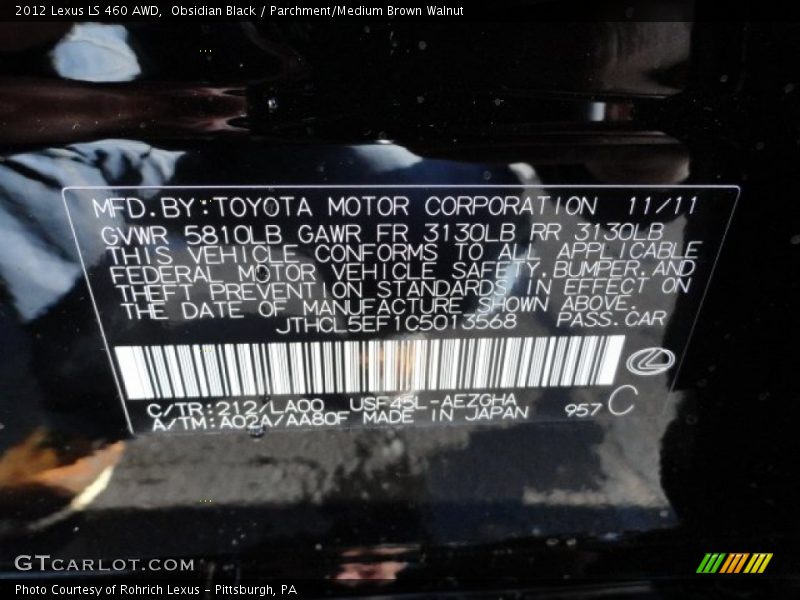 2012 Lexus LS 460 AWD,  Obsidian Black / Parchment/Medium Brown Walnut
MFD.BY:TOYOTA MOTOR CORPORATION 11/11
GVWR 5810LB GAWR FR 3130LB RR 3130LB
THIS VEHICLE CONFORMS TO ALL APPLICABLE
FEDERAL MOTOR VEHICLE SAFETY,BUMPER,AND
THEFT PREVENTION STANDARDS IN EFFECT ON
THE DATE OF MANUFACTURE SHOWN ABOVE.
JTHCL5EF1C5013568 PASS.CAR
C/TR:212/LA00 USF45L-AEZGHA
A/TM:A02A/AA80F MADE IN JAPAN 957 C
GTCARLOT.COM
Photo Courtesy of Rohrich Lexus - Pittsburgh, PA